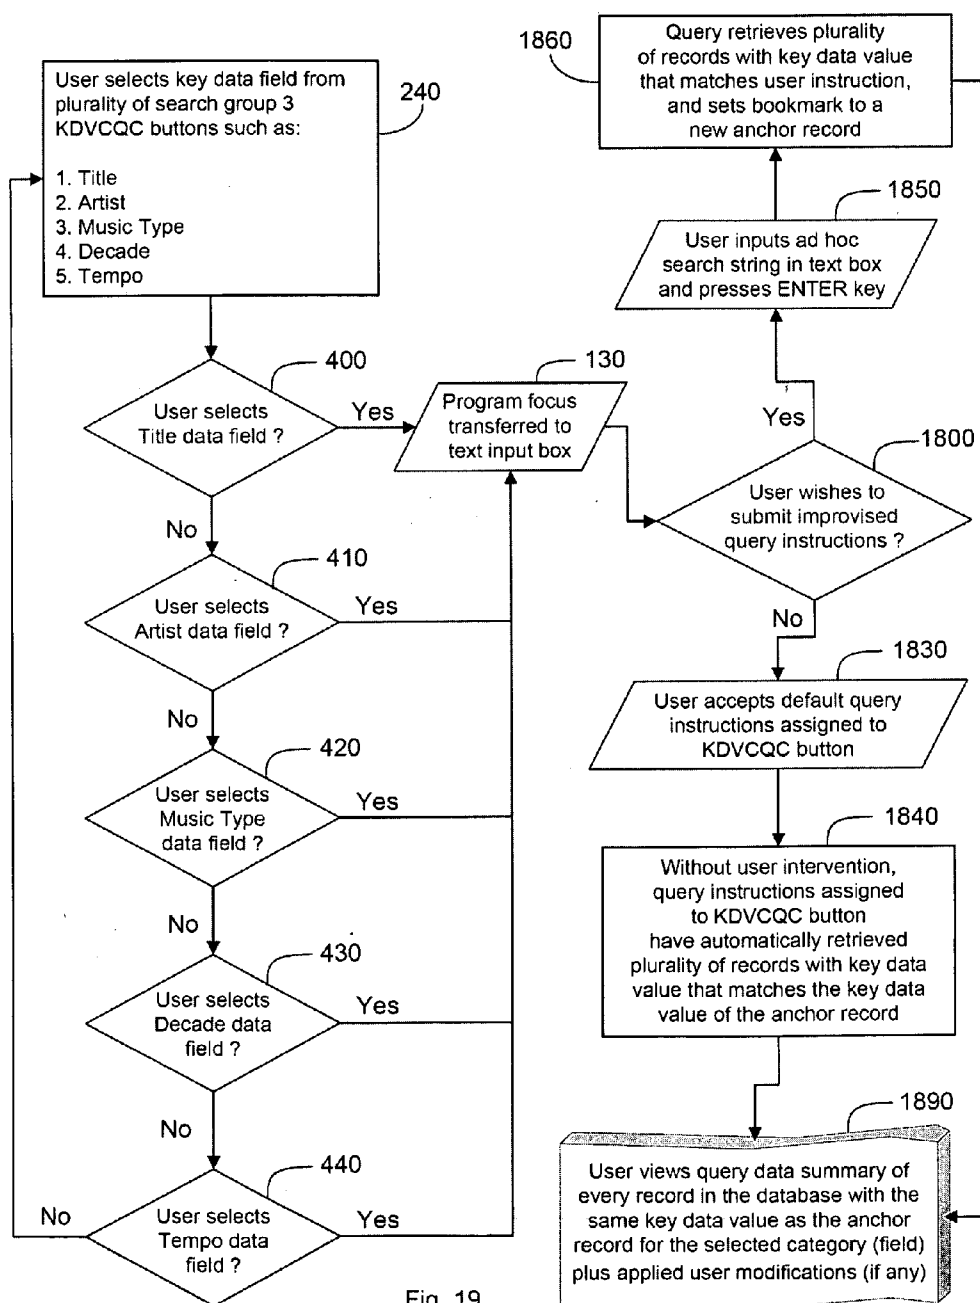 User selects key data field from
plurality of search group 3
KDVCQC buttons such as:
1. Title
2. Artist
3. Music Type
4. Decade
5. Tempo
240
400
User selects
Title data field ?
Yes
No
410
User selects
Artist data field ?
Yes
No
420
User selects
Music Type
data field ?
Yes
No
430
User selects
Decade data
field ?
Yes
No
440
User selects
Tempo data
field ?
Yes
No
130
Program focus
transferred to
text input box
1800
User wishes to
submit improvised
query instructions ?
Yes
1850
User inputs ad hoc
search string in text box
and presses ENTER key
1860
Query retrieves plurality
of records with key data value
that matches user instruction,
and sets bookmark to a
new anchor record
No
1830
User accepts default query
instructions assigned to
KDVCQC button
1840
Without user intervention,
query instructions assigned
to KDVCQC button
have automatically retrieved
plurality of records with key data
value that matches the key data
value of the anchor record
1890
User views query data summary of
every record in the database with the
same key data value as the anchor
record for the selected category (field)
plus applied user modifications (if any)
Fig. 19